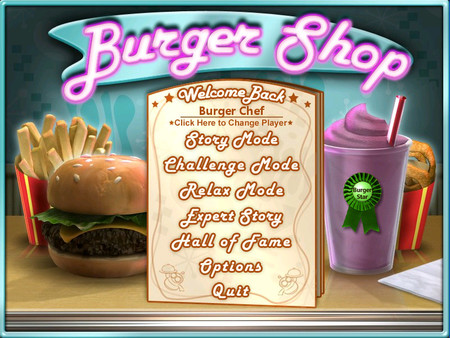 Burger Shop
Welcome Back
Burger Chef
Click Here to Change Player
Story Mode
Challenge Mode
Relax Mode
Expert Story
Hall of Fame
Options
Quit
Burger
Star